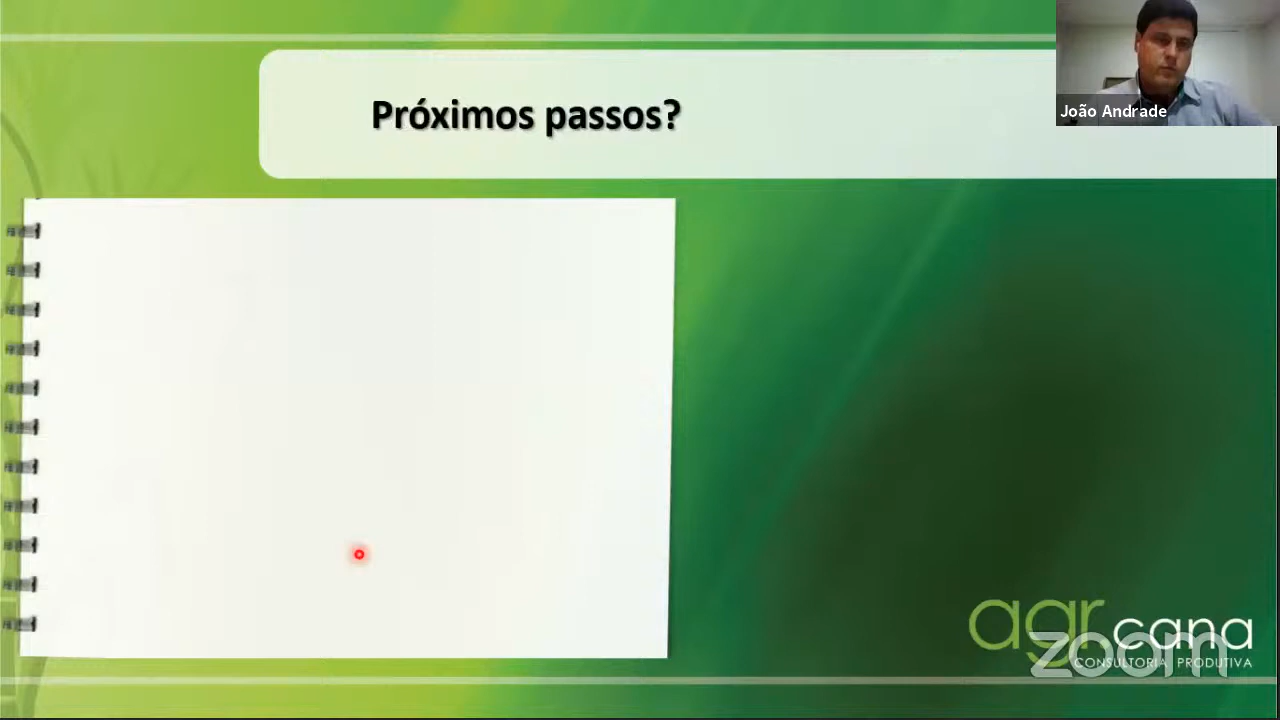 Próximos passos?
João Andrade
agrcana
zoom
CONSULTORIA PRODUTIVA